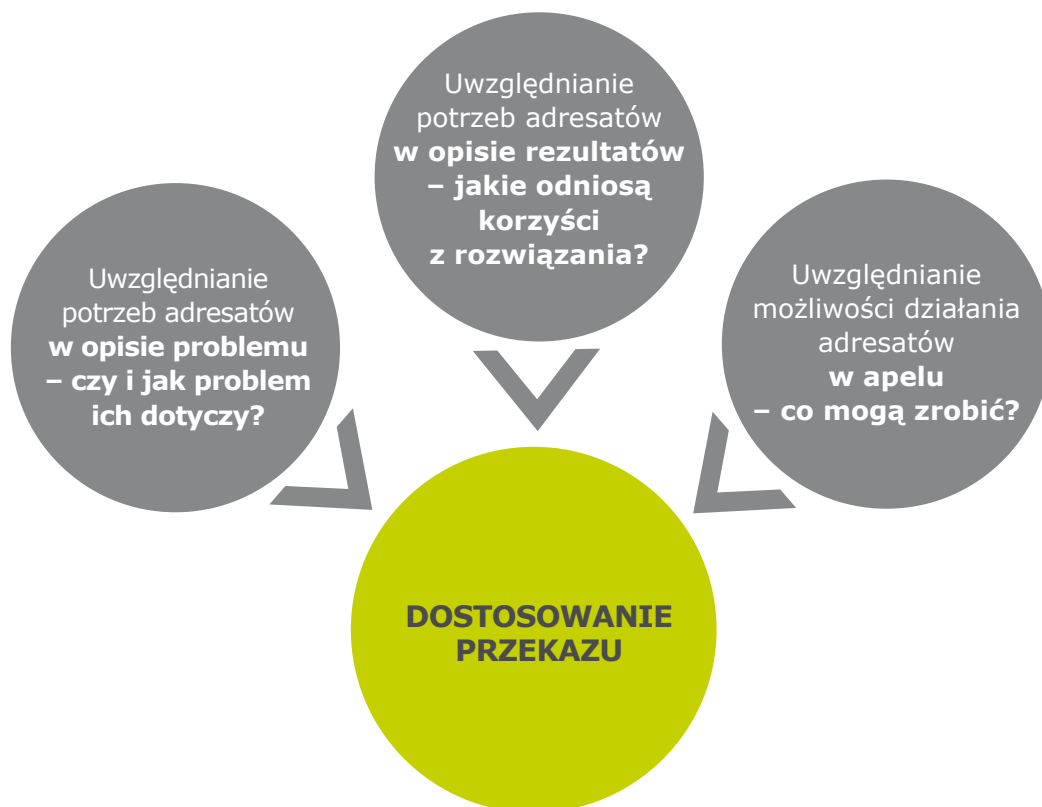 Uwzględnianie
potrzeb adresatów
w opisie problemu
– czy i jak problem
ich dotyczy?
Uwzględnianie
potrzeb adresatów
w opisie rezultatów
– jakie odniosą
korzyści
z rozwiązania?
Uwzględnianie
możliwości działania
adresatów
w apelu
– co mogą zrobić?
DOSTOSOWANIE
PRZEKAZU